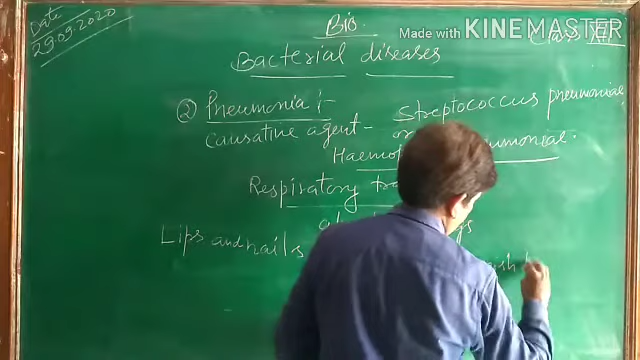 Date
29.09.2020
Made with KINEMASTER
Bio.
Class XII
Bacterial diseases
② Pneumonia :-
Causative agent - Streptococcus pneumoniae
or
Respiratory
Lips and nails